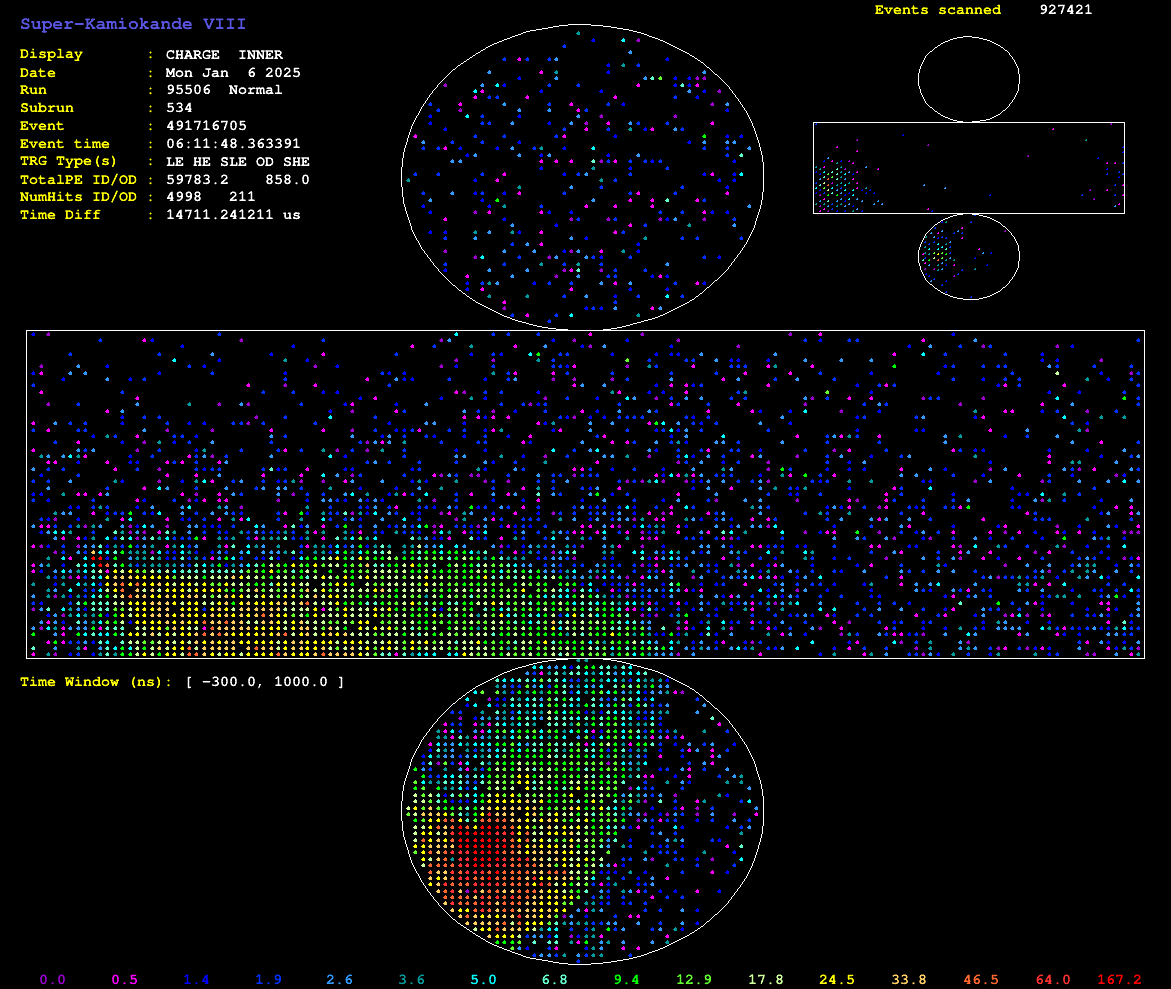 Super-Kamiokande VIII
Events scanned 927421
Display : CHARGE INNER
Date : Mon Jan 6 2025
Run : 95506 Normal
Subrun : 534
Event : 491716705
Event time : 06:11:48.363391
TRG Type(s) : LE HE SLE OD SHE
TotalPE ID/OD : 59783.2 858.0
NumHits ID/OD : 4998 211
Time Diff : 14711.241211 us
Time Window (ns): [ -300.0, 1000.0 ]
0.0 0.5 1.4 1.9 2.6 3.6 5.0 6.8 9.4 12.9 17.8 24.5 33.8 46.5 64.0 167.2